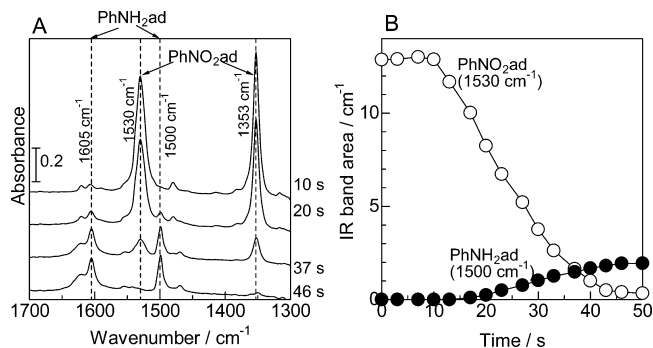 A
PhNH2ad
PhNO2ad
1605 cm-1
1530 cm-1
1500 cm-1
1353 cm-1
0.2
10 s
20 s
37 s
46 s
Absorbance
1700 1600 1500 1400 1300
Wavenumber / cm-1
B
PhNO2ad
(1530 cm-1)
PhNH2ad
(1500 cm-1)
IR band area / cm-1
10
5
0
0 10 20 30 40 50
Time / s